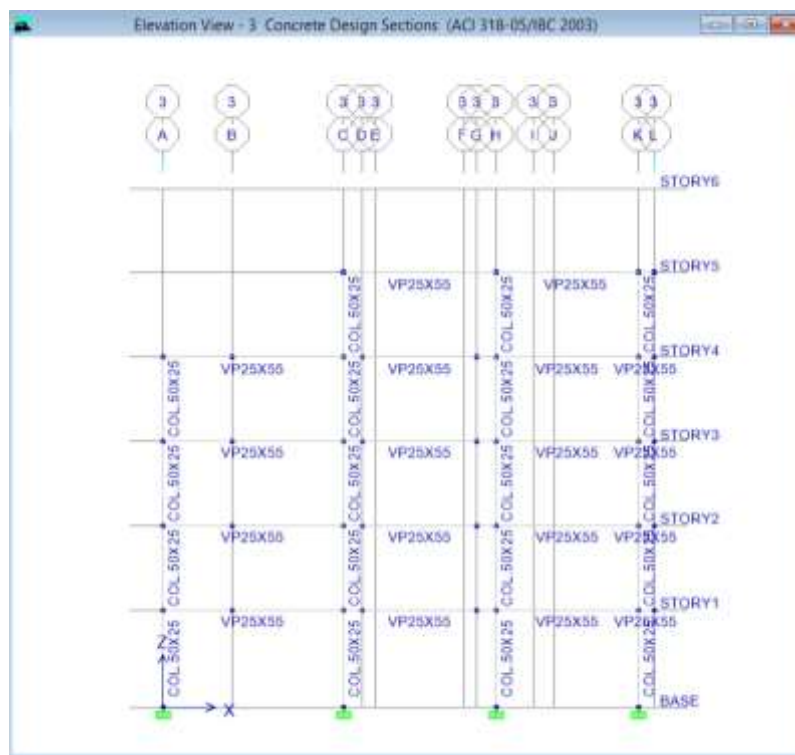 Elevation View - 3 Concrete Design Sections (ACI 318-05/IBC 2003)
3 3 3 3 3 3 3 3 3 3 3 3
A B C D E F G H I J K L
STORY6
STORY5
VP25X55 VP25X55
COL 50X25 COL 50X25 COL 50X25
STORY4
VP25X55 VP25X55 VP25X55 VP25X55
COL 50X25 COL 50X25 COL 50X25 COL 50X25
STORY3
VP25X55 VP25X55 VP25X55 VP25X55
COL 50X25 COL 50X25 COL 50X25 COL 50X25
STORY2
VP25X55 VP25X55 VP25X55 VP25X55
COL 50X25 COL 50X25 COL 50X25 COL 50X25
STORY1
VP25X55 VP25X55 VP25X55 VP25X55
COL 50X25 COL 50X25 COL 50X25 COL 50X25
Z
X
BASE